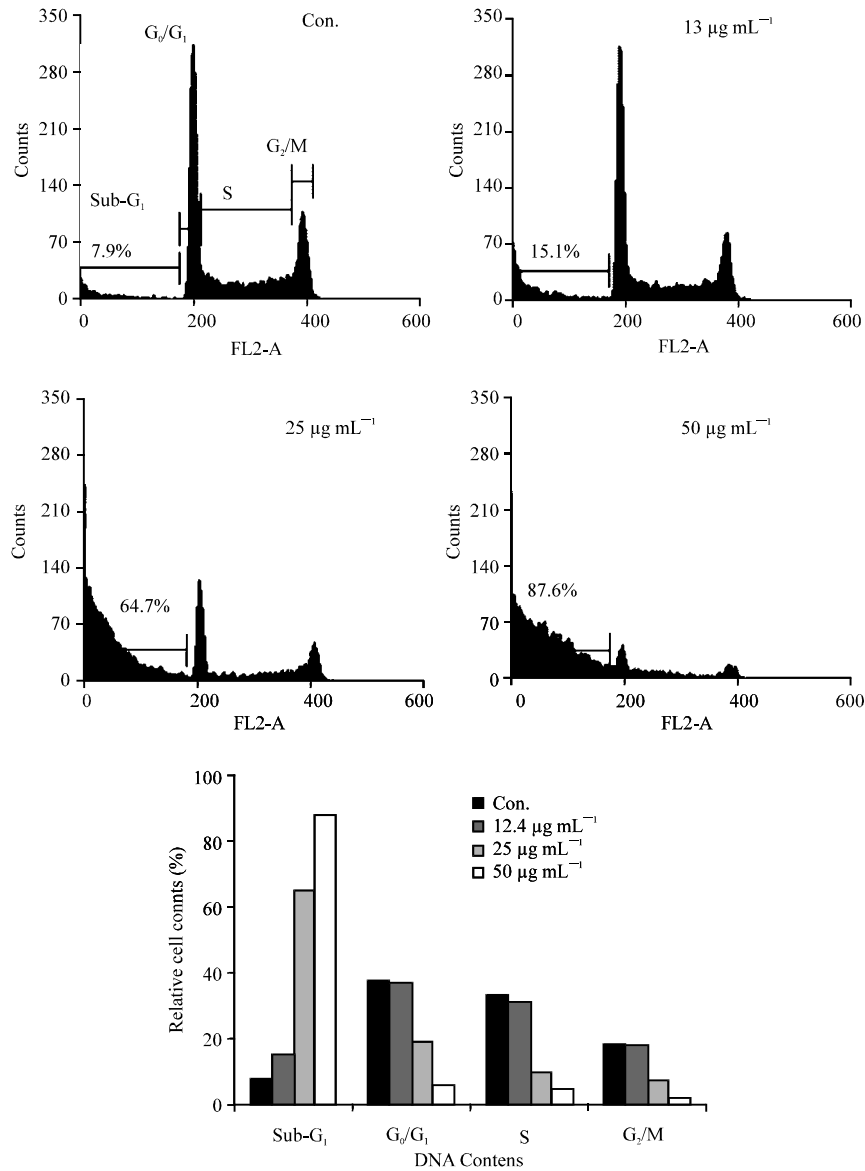 Con.
350
280
210
140
70
0
Counts
G₀/G₁
G₂/M
S
Sub-G₁
7.9%
0
200
400
600
FL2-A
13 µg mL⁻¹
350
280
210
140
70
0
Counts
15.1%
0
200
400
600
FL2-A
25 µg mL⁻¹
350
280
210
140
70
0
Counts
64.7%
0
200
400
600
FL2-A
50 µg mL⁻¹
350
280
210
140
70
0
Counts
87.6%
0
200
400
600
FL2-A
100
80
60
40
20
0
Relative cell connts (%)
Con.
12.4 µg mL⁻¹
25 µg mL⁻¹
50 µg mL⁻¹
Sub-G₁
G₀/G₁
S
G₂/M
DNA Contens